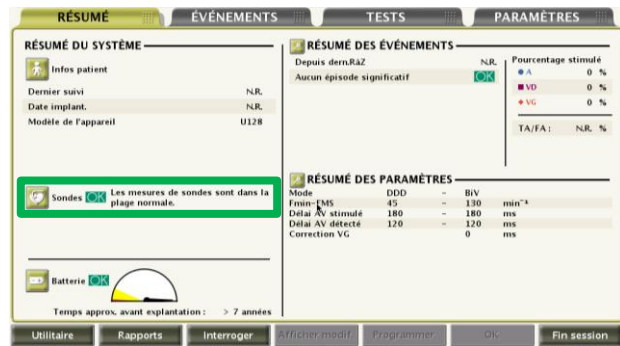 RÉSUMÉ
ÉVÉNEMENTS
TESTS
PARAMÈTRES
RÉSUMÉ DU SYSTÈME
Infos patient
Dernier suivi N.R.
Date implant. N.R.
Modèle de l'appareil U128
Sondes OK Les mesures de sondes sont dans la
plage normale.
Batterie OK
Temps approx. avant explantation : > 7 années
RÉSUMÉ DES ÉVÉNEMENTS
Depuis dern.RàZ N.R.
Aucun épisode significatif OK
Pourcentage stimulé
A 0 %
VD 0 %
VG 0 %
TA/FA : N.R. %
RÉSUMÉ DES PARAMÈTRES
Mode DDD - BiV
Fmin-FMS 45 - 130 min⁻¹
Délai AV stimulé 180 - 180 ms
Délai AV détecté 120 - 120 ms
Correction VG 0 ms
Utilitaire
Rapports
Interroger
Afficher modif.
Programmer
OK
Fin session